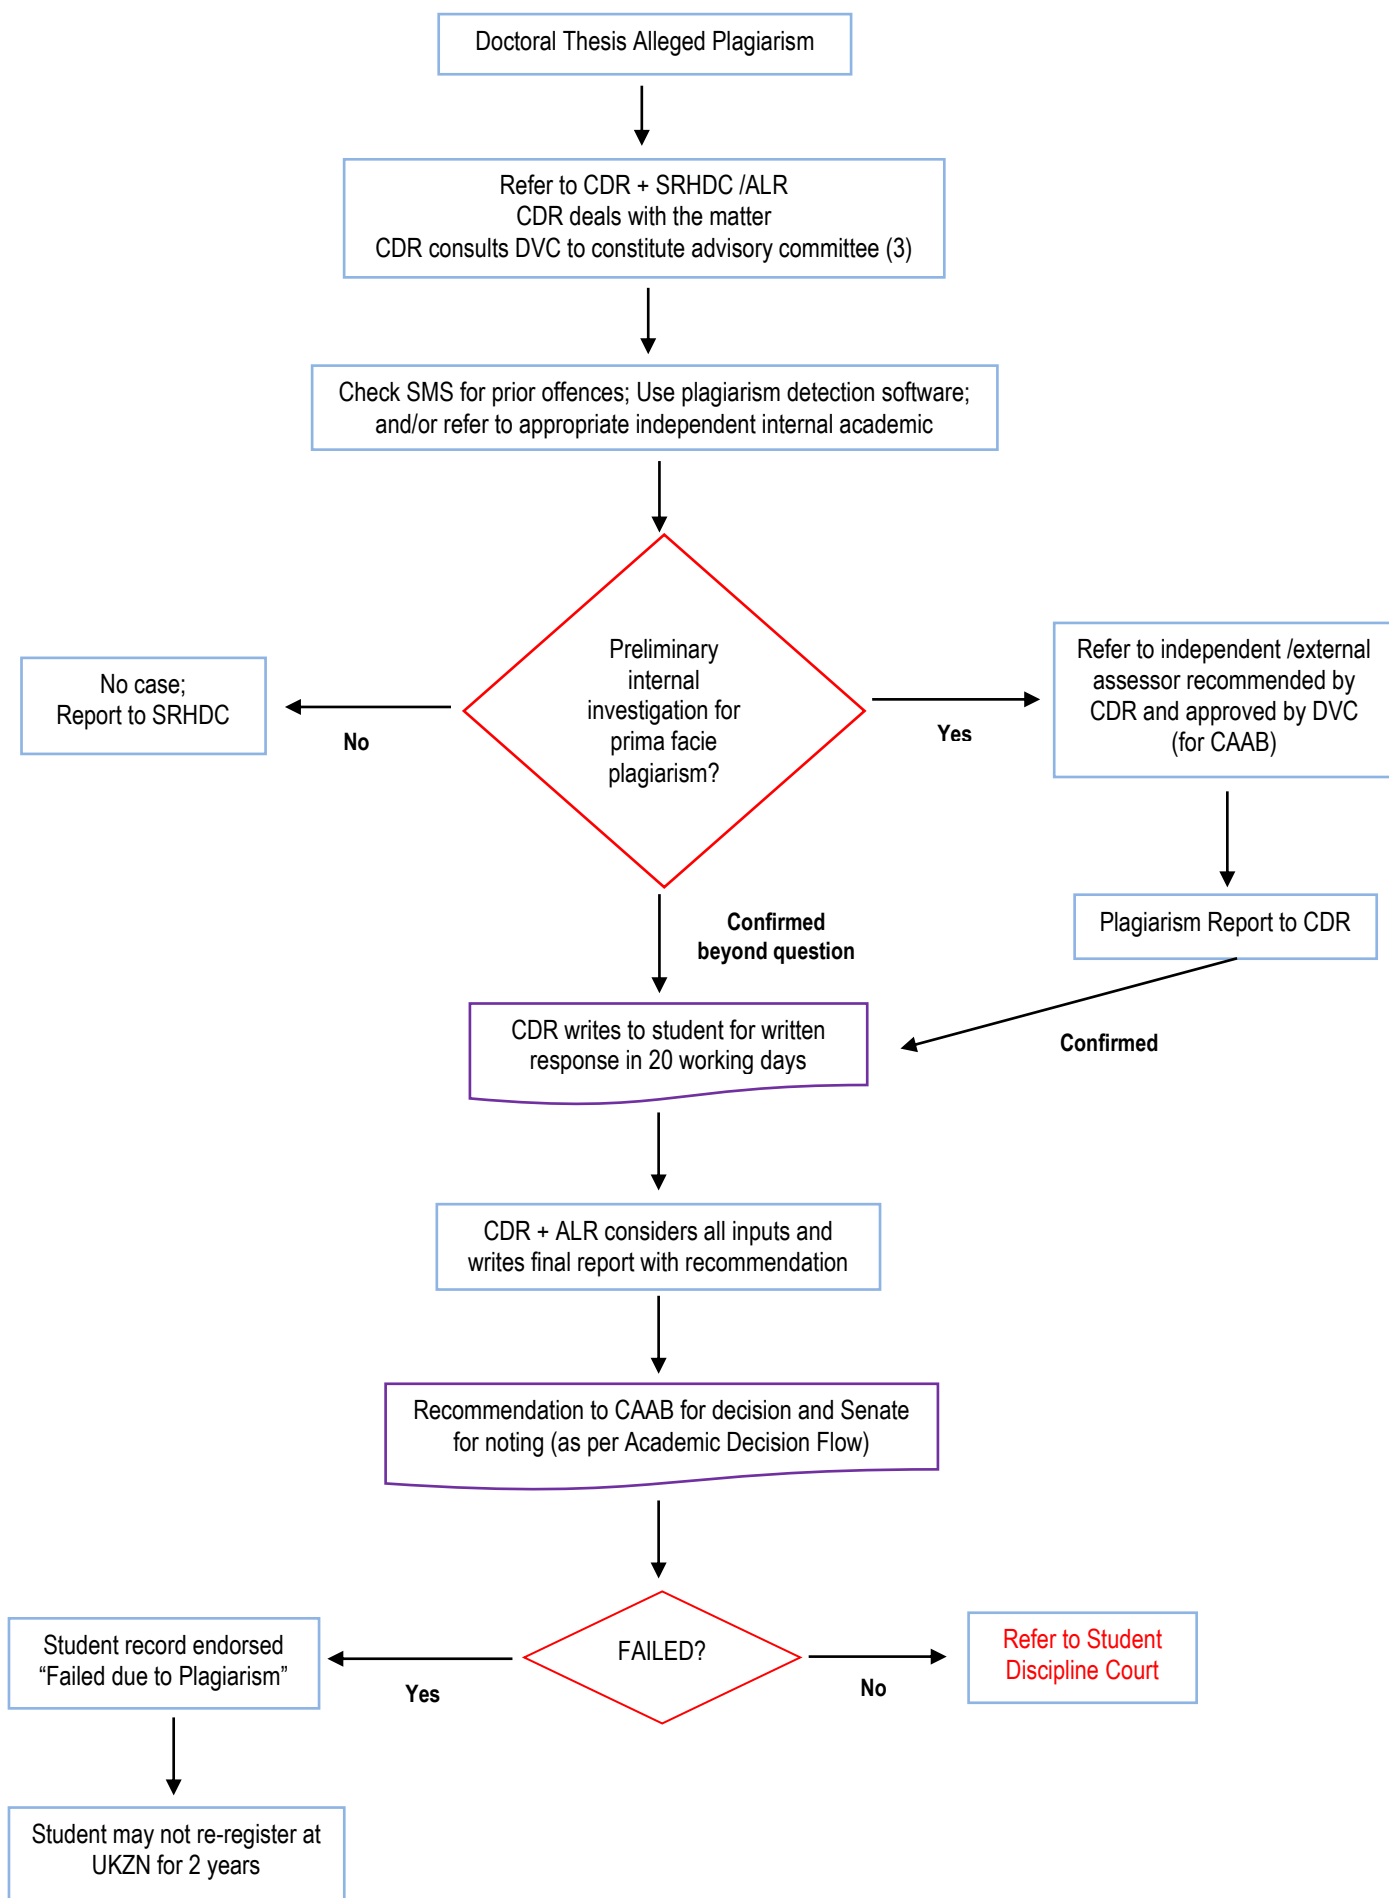 Doctoral Thesis Alleged Plagiarism
Refer to CDR + SRHDC /ALR
CDR deals with the matter
CDR consults DVC to constitute advisory committee (3)
Check SMS for prior offences; Use plagiarism detection software;
and/or refer to appropriate independent internal academic
Preliminary
internal
investigation for
prima facie
plagiarism?
No case;
Report to SRHDC
No
Yes
Refer to independent /external
assessor recommended by
CDR and approved by DVC
(for CAAB)
Confirmed
beyond question
Plagiarism Report to CDR
CDR writes to student for written
response in 20 working days
Confirmed
CDR + ALR considers all inputs and
writes final report with recommendation
Recommendation to CAAB for decision and Senate
for noting (as per Academic Decision Flow)
FAILED?
Student record endorsed
“Failed due to Plagiarism”
Yes
No
Refer to Student
Discipline Court
Student may not re-register at
UKZN for 2 years